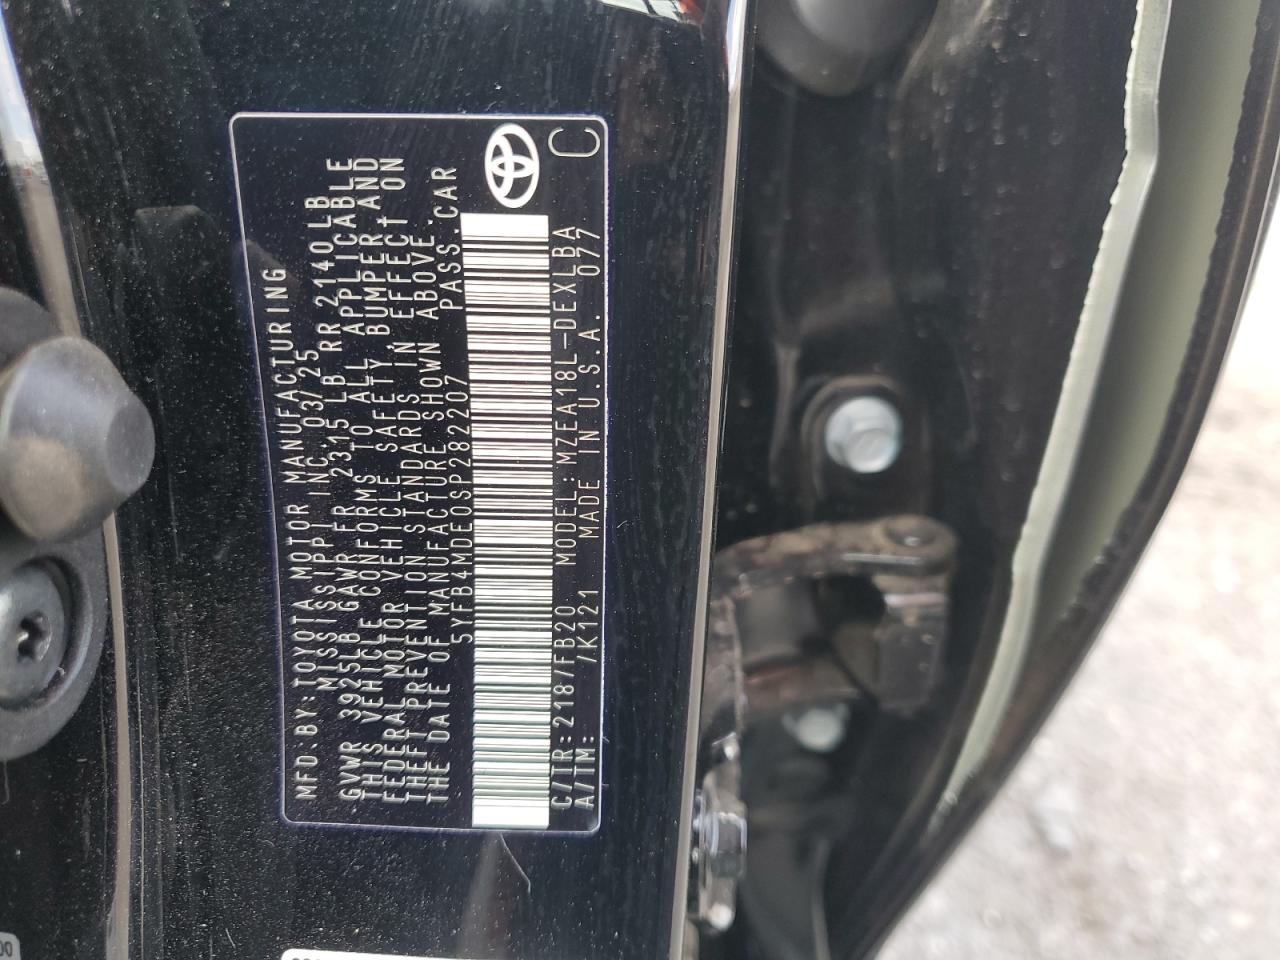 MFD.BY:TOYOTA MOTOR MANUFACTURING
MISSISSIPPI INC. 03/25
GVWR 3925LB GAWR FR 2315 LB RR 2140 LB
THIS VEHICLE CONFORMS TO ALL APPLICABLE
FEDERAL MOTOR VEHICLE SAFETY, BUMPER, AND
THEFT PREVENTION STANDARDS IN EFFECT ON
THE DATE OF MANUFACTURE SHOWN ABOVE.
5YFB4MDE0SP282207 PASS.CAR
C/TR:218/FB20 MODEL:MZEA18L-DEXLBA
A/TM: /K121 MADE IN U.S.A. 077
C